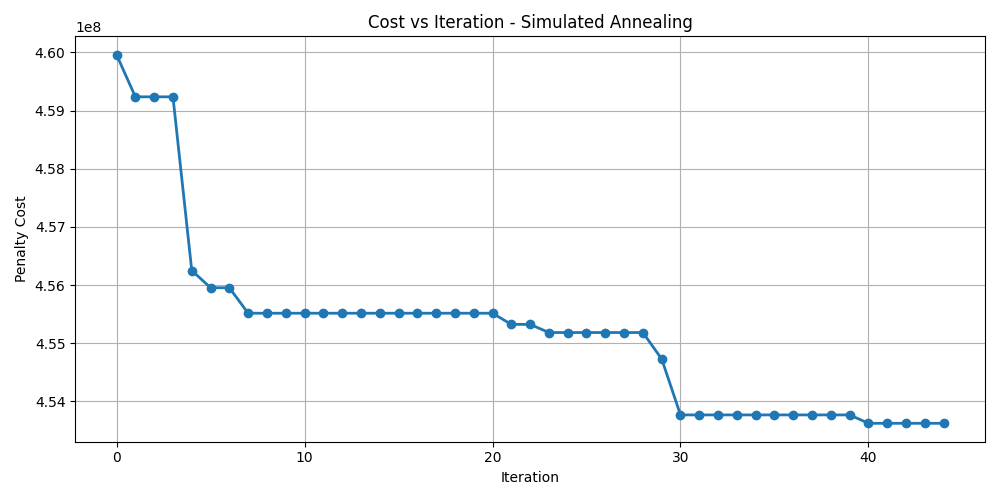 Cost vs Iteration - Simulated Annealing
1e8
4.60
4.59
4.58
4.57
4.56
4.55
4.54
Penalty Cost
0 10 20 30 40
Iteration